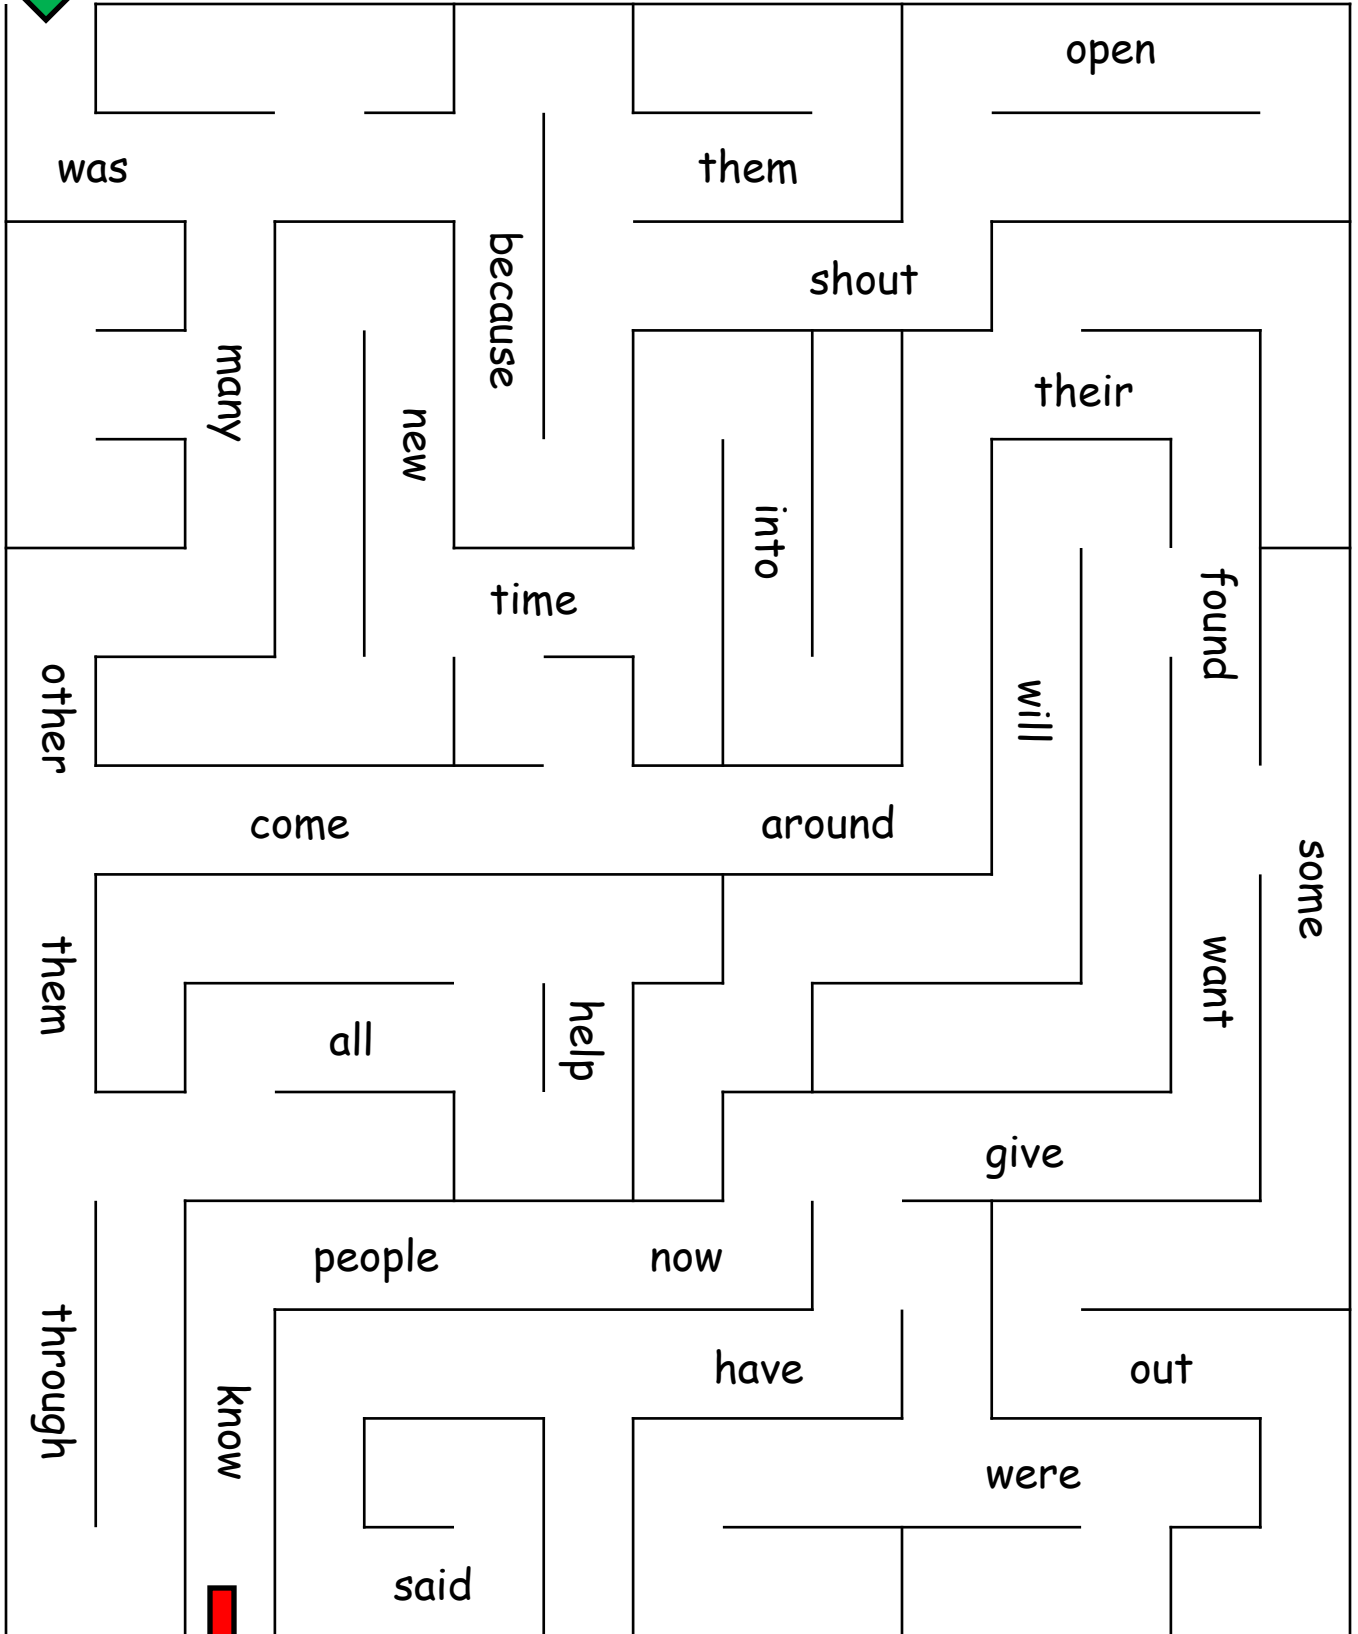 open
was
them
because
shout
many
their
new
into
time
found
other
will
come
around
some
them
want
all
help
give
people
now
through
have
out
know
were
said